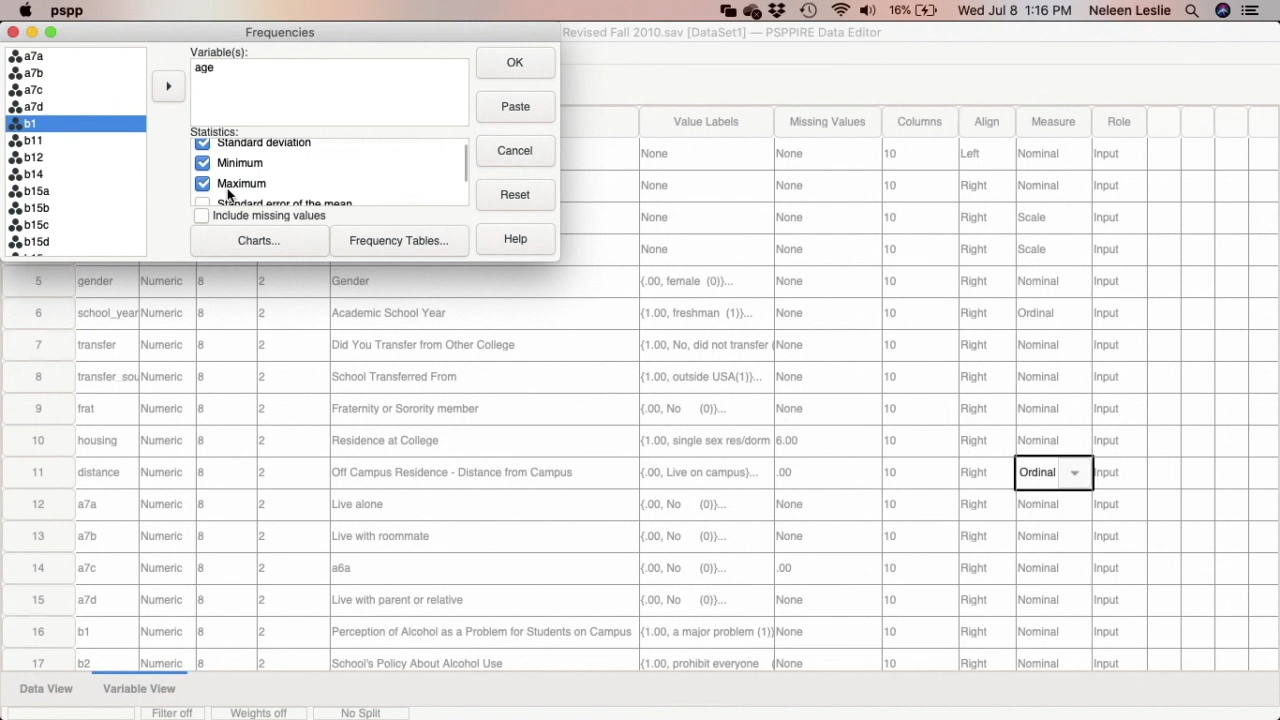 pspp 16% Wed Jul 8 1:16 PM Neleen Leslie
Frequencies
Revised Fall 2010.sav [DataSet1] — PSPPIRE Data Editor
a7a
a7b
a7c
a7d
b1
b11
b12
b14
b15a
b15b
b15c
b15d
Variable(s):
age
Statistics:
Standard deviation
Minimum
Maximum
Standard error of the mean
Include missing values
Charts...
Frequency Tables...
OK
Paste
Cancel
Reset
Help
Value Labels Missing Values Columns Align Measure Role
None None 10 Left Nominal Input
None None 10 Right Nominal Input
None None 10 Right Scale Input
None None 10 Right Scale Input
5 gender Numeric 8 2 Gender {.00, female (0)}... None 10 Right Nominal Input
6 school_year Numeric 8 2 Academic School Year {1.00, freshman (1)}... None 10 Right Ordinal Input
7 transfer Numeric 8 2 Did You Transfer from Other College {1.00, No, did not transfer ( None 10 Right Nominal Input
8 transfer_sou Numeric 8 2 School Transferred From {1.00, outside USA(1)}... None 10 Right Nominal Input
9 frat Numeric 8 2 Fraternity or Sorority member {.00, No (0)}... None 10 Right Nominal Input
10 housing Numeric 8 2 Residence at College {1.00, single sex res/dorm 6.00 10 Right Nominal Input
11 distance Numeric 8 2 Off Campus Residence - Distance from Campus {.00, Live on campus}... .00 10 Right Ordinal Input
12 a7a Numeric 8 2 Live alone {.00, No (0)}... None 10 Right Nominal Input
13 a7b Numeric 8 2 Live with roommate {.00, No (0)}... None 10 Right Nominal Input
14 a7c Numeric 8 2 a6a {.00, No (0)}... .00 10 Right Nominal Input
15 a7d Numeric 8 2 Live with parent or relative {.00, No (0)}... None 10 Right Nominal Input
16 b1 Numeric 8 2 Perception of Alcohol as a Problem for Students on Campus {1.00, a major problem (1)} None 10 Right Nominal Input
17 b2 Numeric 8 2 School's Policy About Alcohol Use {1.00, prohibit everyone ( None 10 Right Nominal Input
Data View Variable View
Filter off Weights off No Split